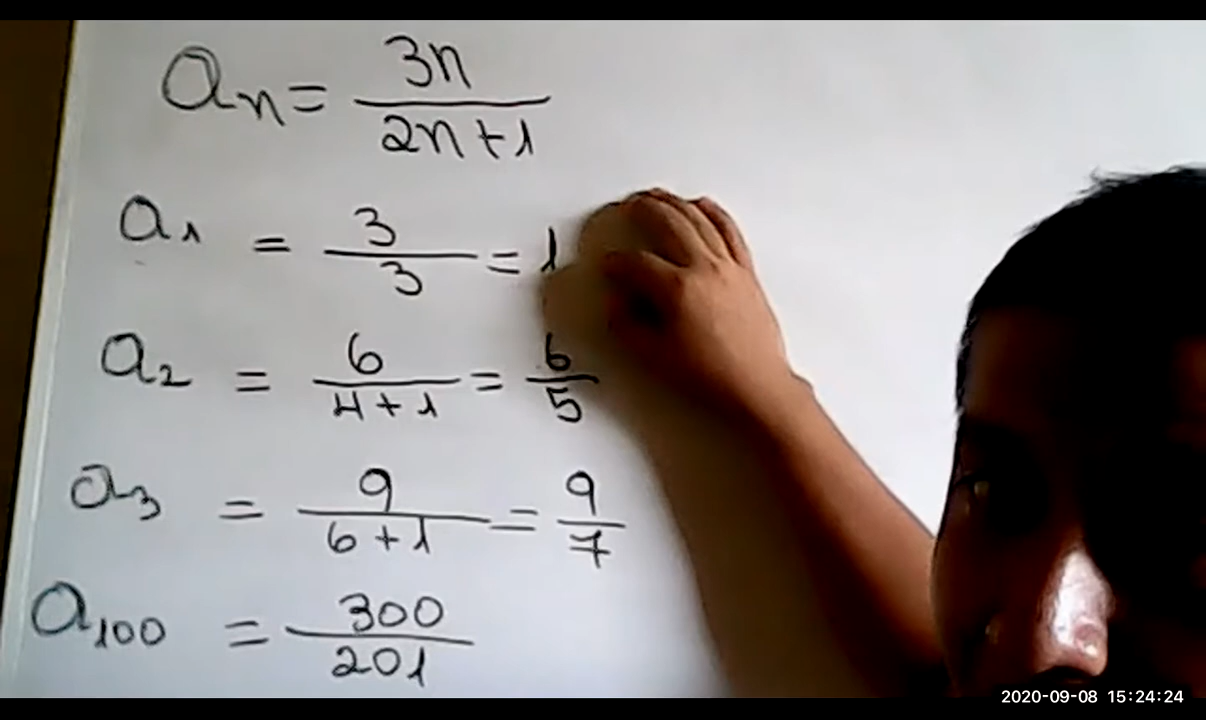 aₙ = 3n / 2n+1
a₁ = 3 / 3 = 1
a₂ = 6 / 4+1 = 6 / 5
a₃ = 9 / 6+1 = 9 / 7
a₁₀₀ = 300 / 201
2020-09-08 15:24:24